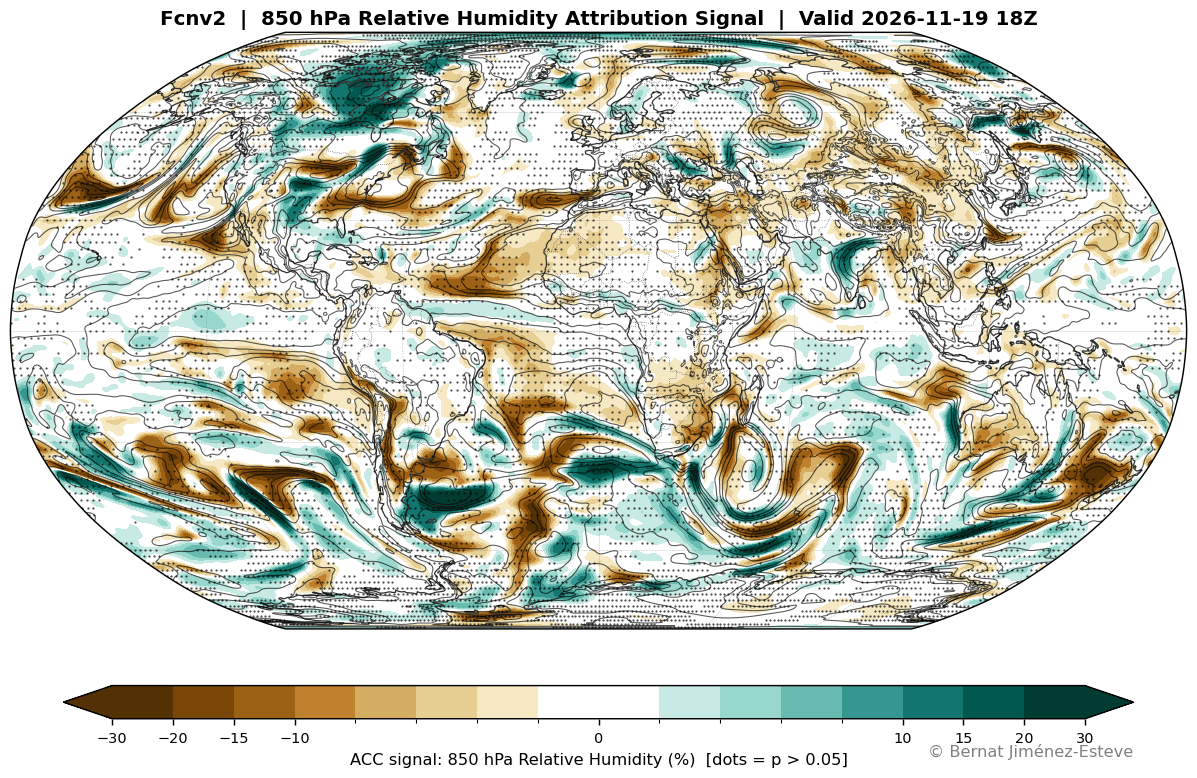 Fcnv2 | 850 hPa Relative Humidity Attribution Signal | Valid 2026-11-19 18Z
−30 −20 −15 −10 0 10 15 20 30
ACC signal: 850 hPa Relative Humidity (%) [dots = p > 0.05]
© Bernat Jiménez-Esteve